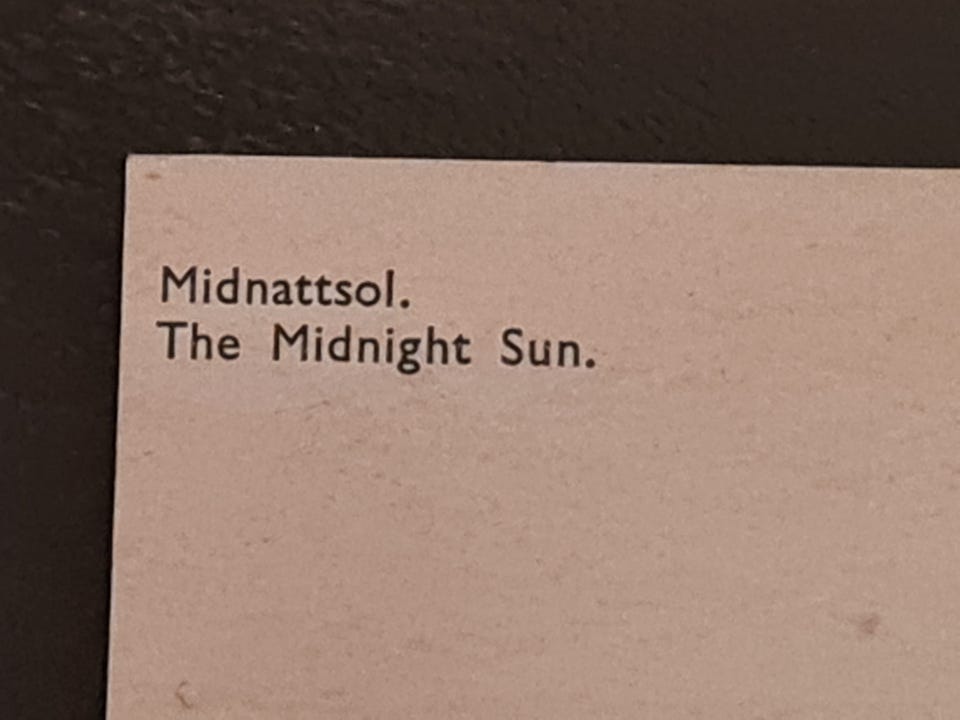 Midnattsol.
The Midnight Sun.